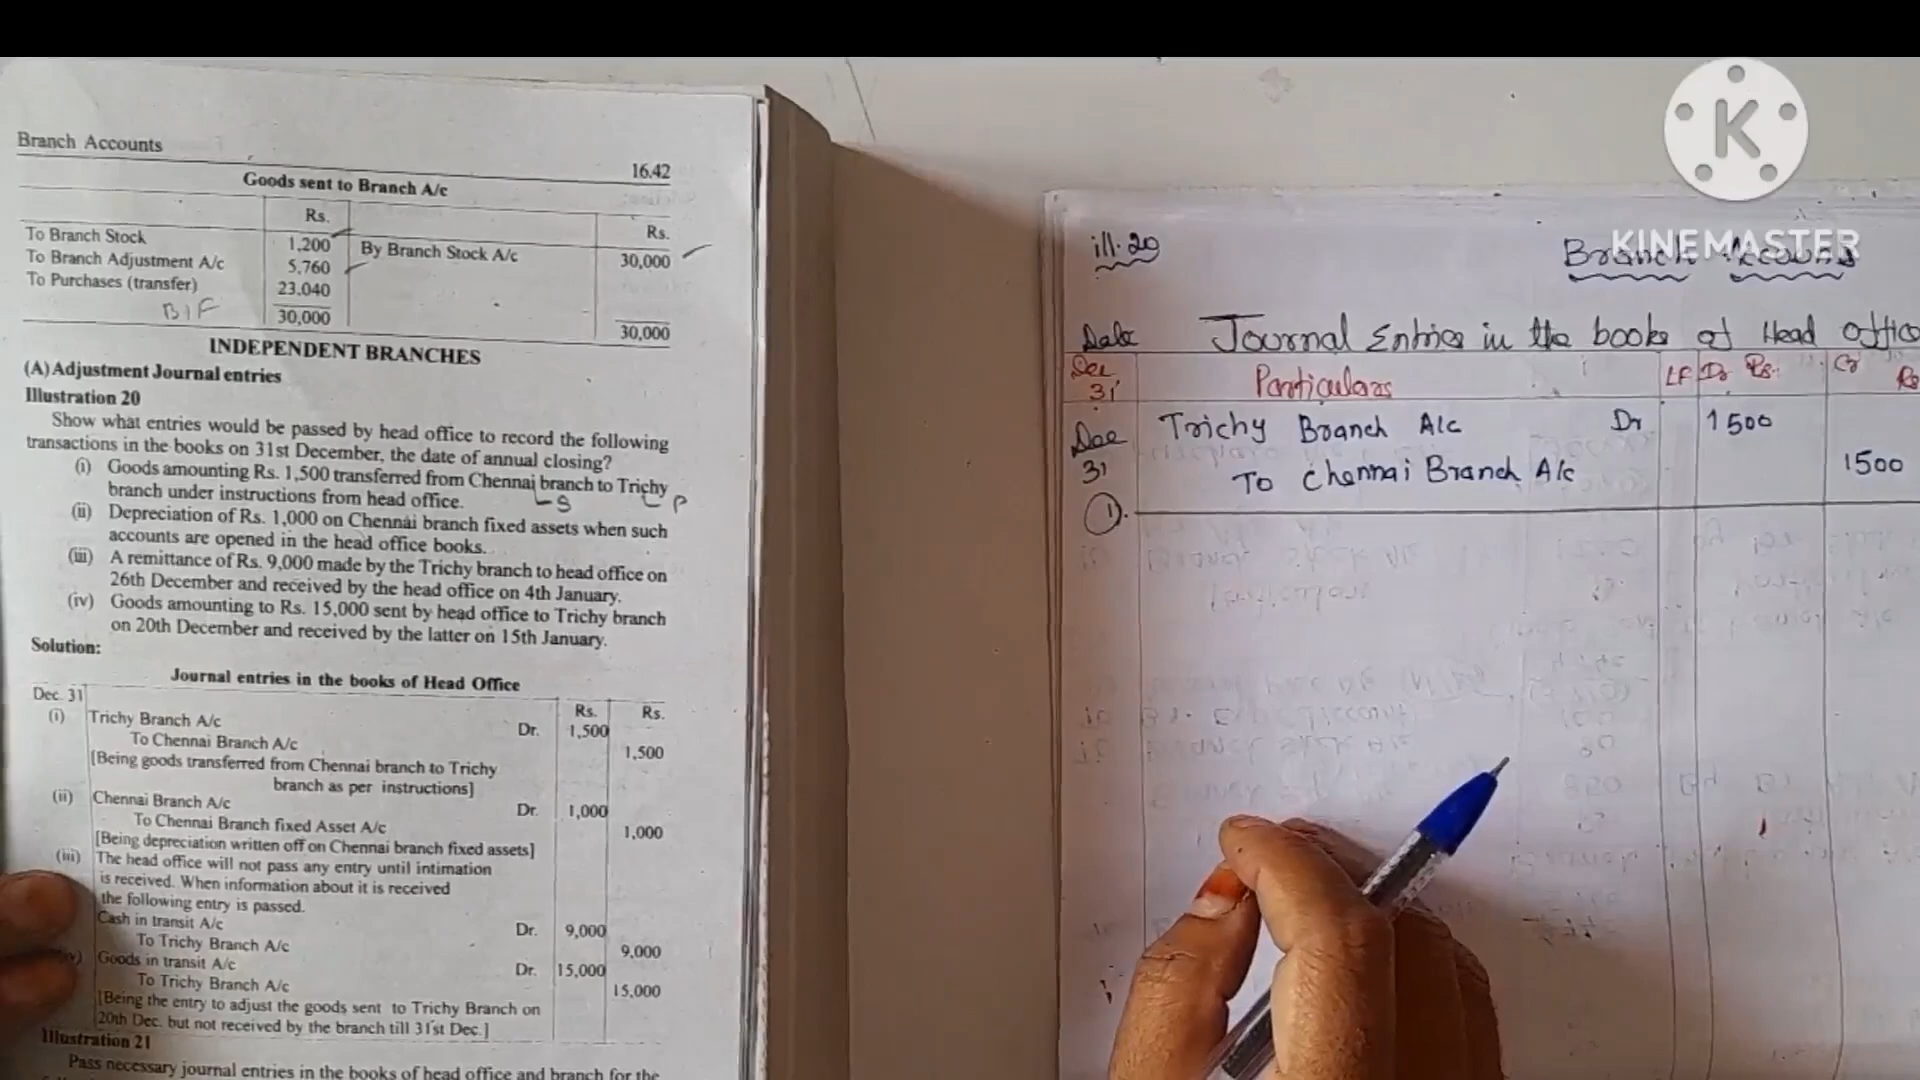 Branch Accounts
16.42
Goods sent to Branch A/c
Rs.
Rs.
To Branch Stock 1,200 By Branch Stock A/c 30,000
To Branch Adjustment A/c 5,760
To Purchases (transfer) 23,040
B/F
30,000 30,000
INDEPENDENT BRANCHES
(A) Adjustment Journal entries
Illustration 20
Show what entries would be passed by head office to record the following
transactions in the books on 31st December, the date of annual closing?
(i) Goods amounting Rs. 1,500 transferred from Chennai branch to Trichy
branch under instructions from head office.
S P
(ii) Depreciation of Rs. 1,000 on Chennai branch fixed assets when such
accounts are opened in the head office books.
(iii) A remittance of Rs. 9,000 made by the Trichy branch to head office on
26th December and received by the head office on 4th January.
(iv) Goods amounting to Rs. 15,000 sent by head office to Trichy branch
on 20th December and received by the latter on 15th January.
Solution:
Journal entries in the books of Head Office
Dec. 31 Rs. Rs.
(i) Trichy Branch A/c Dr. 1,500
To Chennai Branch A/c 1,500
[Being goods transferred from Chennai branch to Trichy
branch as per instructions]
(ii) Chennai Branch A/c Dr. 1,000
To Chennai Branch fixed Asset A/c 1,000
[Being depreciation written off on Chennai branch fixed assets]
(iii) The head office will not pass any entry until intimation
is received. When information about it is received
the following entry is passed.
Cash in transit A/c Dr. 9,000
To Trichy Branch A/c 9,000
Goods in transit A/c Dr. 15,000
To Trichy Branch A/c 15,000
[Being the entry to adjust the goods sent to Trichy Branch on
20th Dec. but not received by the branch till 31st Dec.]
Illustration 21
Pass necessary journal entries in the books of head office and branch for the
K
KINEMASTER
ill.20
Branch Accounts
Date Journal Entries in the books of Head Office
Dec 31 Particulars LF Dr Rs. Cr Rs
Dec 31 Trichy Branch A/c Dr 1500
To Chennai Branch A/c 1500
1.